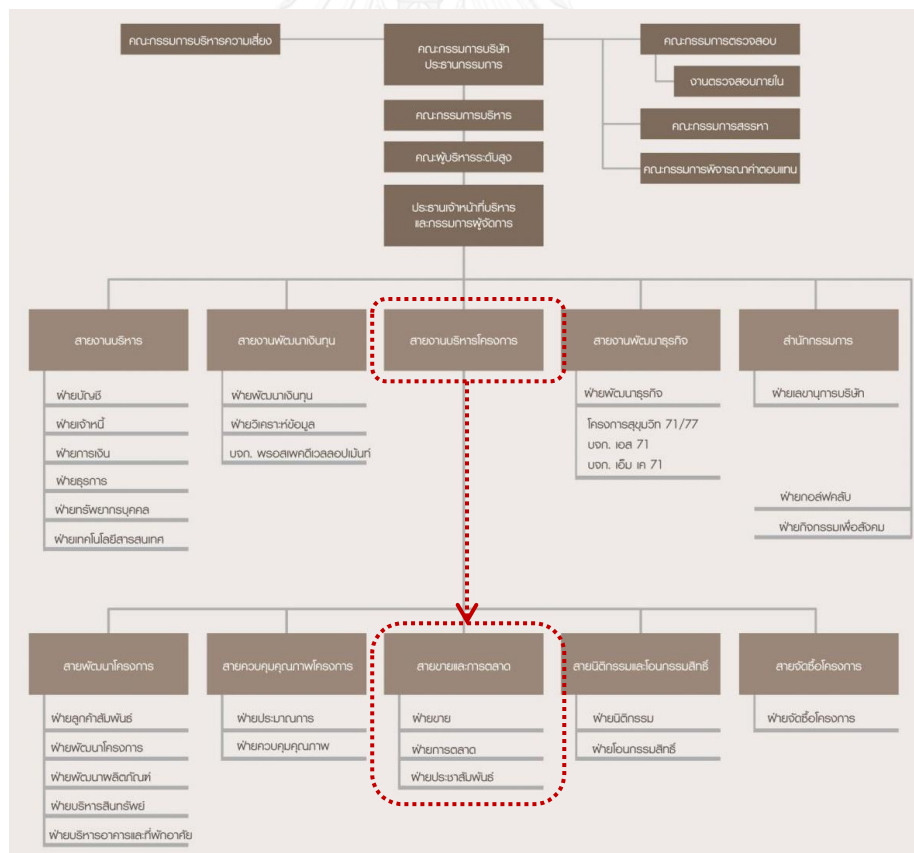 คณะกรรมการบริหารความเสี่ยง
คณะกรรมการบริษัท
ประธานกรรมการ
คณะกรรมการตรวจสอบ
งานตรวจสอบภายใน
คณะกรรมการบริหาร
คณะกรรมการสรรหา
คณะผู้บริหารระดับสูง
คณะกรรมการพิจารณาค่าตอบแทน
ประธานเจ้าหน้าที่บริหาร
และกรรมการผู้จัดการ
สายงานบริหาร
ฝ่ายบัญชี
ฝ่ายเจ้าหนี้
ฝ่ายการเงิน
ฝ่ายธุรการ
ฝ่ายทรัพยากรบุคคล
ฝ่ายเทคโนโลยีสารสนเทศ
สายงานพัฒนาเงินทุน
ฝ่ายพัฒนาเงินทุน
ฝ่ายวิเคราะห์ข้อมูล
บจก. พรอสเพคดีเวลลอปเม้นท์
สายงานบริหารโครงการ
สายงานพัฒนาธุรกิจ
ฝ่ายพัฒนาธุรกิจ
โครงการสุขุมวิท 71/77
บจก. เอส 71
บจก. เอ็ม เค 71
สำนักกรรมการ
ฝ่ายเลขานุการบริษัท
ฝ่ายกอล์ฟคลับ
ฝ่ายกิจกรรมเพื่อสังคม
สายพัฒนาโครงการ
ฝ่ายลูกค้าสัมพันธ์
ฝ่ายพัฒนาโครงการ
ฝ่ายพัฒนาผลิตภัณฑ์
ฝ่ายบริหารสินทรัพย์
ฝ่ายบริหารอาคารและที่พักอาศัย
สายควบคุมคุณภาพโครงการ
ฝ่ายประมาณการ
ฝ่ายควบคุมคุณภาพ
สายขายและการตลาด
ฝ่ายขาย
ฝ่ายการตลาด
ฝ่ายประชาสัมพันธ์
สายนิติกรรมและโอนกรรมสิทธิ์
ฝ่ายนิติกรรม
ฝ่ายโอนกรรมสิทธิ์
สายจัดซื้อโครงการ
ฝ่ายจัดซื้อโครงการ